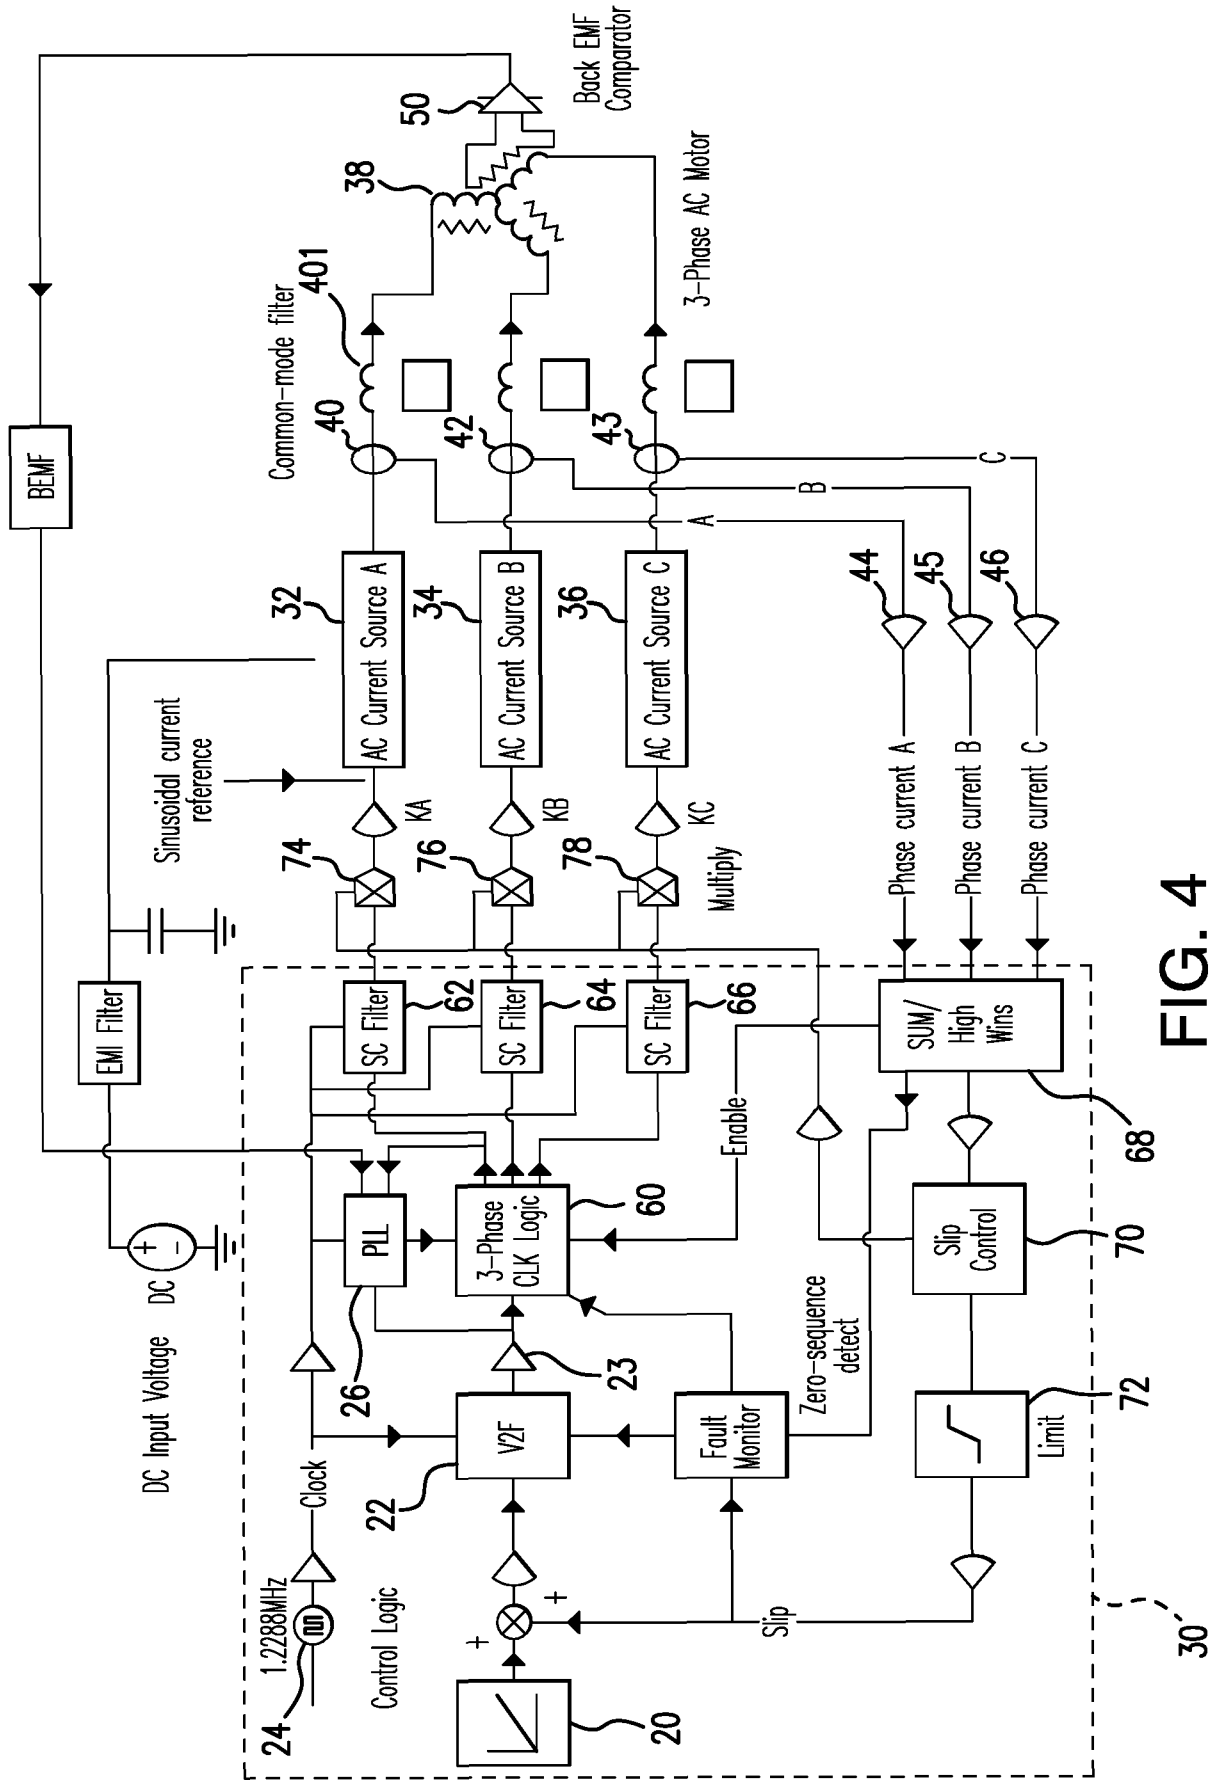 BEMF
Back EMF
Comparator
50
38
DC Input Voltage
DC
+
-
EMI Filter
Sinusoidal current
reference
Common-mode filter
401
3-Phase AC Motor
24
1.2288MHz
Clock
26
PLL
SC Filter
62
74
KA
32
AC Current Source A
40
Control Logic
20
+
+
22
V2F
23
3-Phase
CLK Logic
60
SC Filter
64
76
KB
34
AC Current Source B
42
SC Filter
66
78
KC
Multiply
36
AC Current Source C
43
A
B
C
Slip
Fault
Monitor
Zero-sequence
detect
Enable
72
Limit
70
Slip
Control
68
SUM/
High
Wins
Phase current A
Phase current B
Phase current C
44
45
46
30
FIG. 4